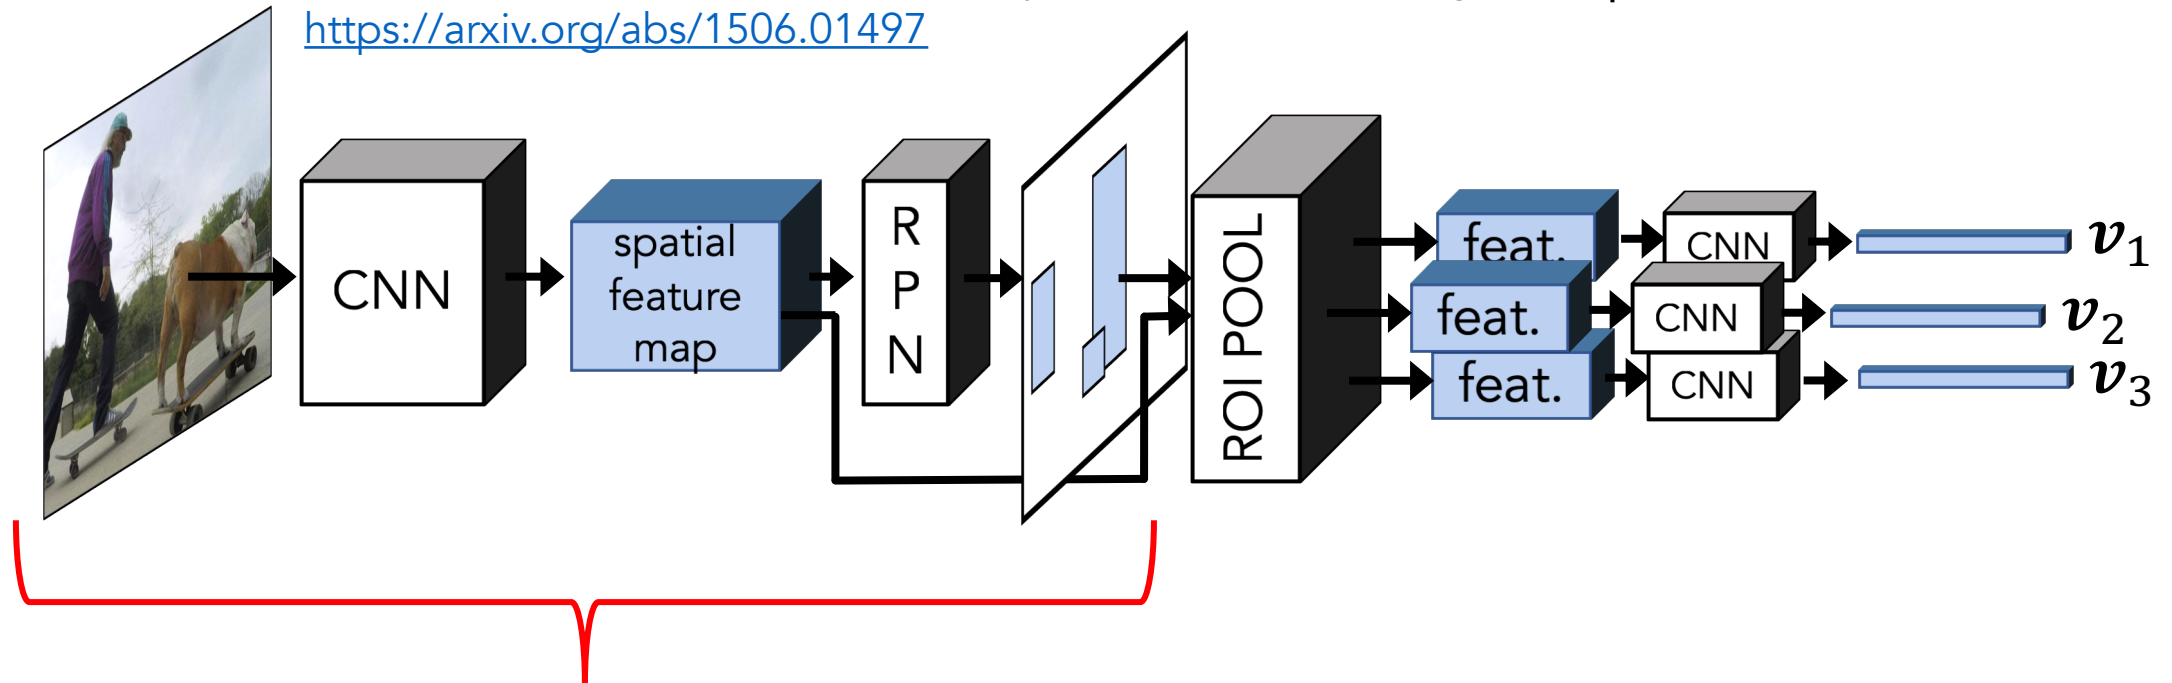 https://arxiv.org/abs/1506.01497
CNN
spatial
feature
map
R
P
N
ROI POOL
feat.
feat.
feat.
CNN
CNN
CNN
v1
v2
v3